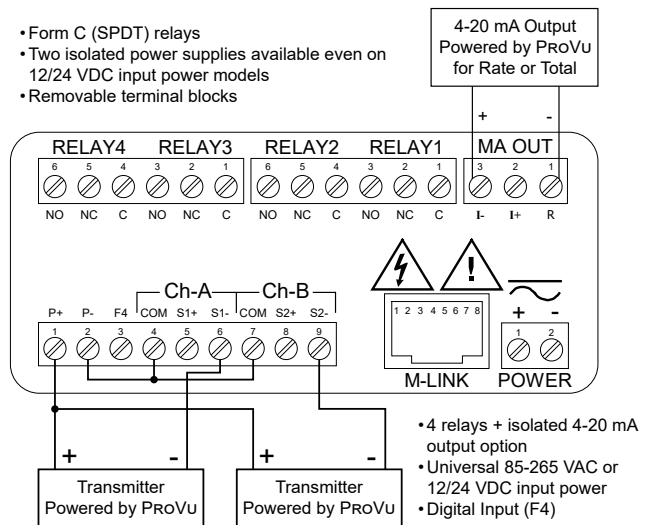 • Form C (SPDT) relays
• Two isolated power supplies available even on
12/24 VDC input power models
• Removable terminal blocks
4-20 mA Output
Powered by PROVU
for Rate or Total
+ -
RELAY4 RELAY3 RELAY2 RELAY1 MA OUT
6 5 4 3 2 1 6 5 4 3 2 1 3 2 1
NO NC C NO NC C NO NC C NO NC C I- I+ R
Ch-A Ch-B
P+ P- F4 COM S1+ S1- COM S2+ S2-
1 2 3 4 5 6 7 8 9
!
1 2 3 4 5 6 7 8
M-LINK
+ -
1 2
POWER
+ - + -
Transmitter
Powered by PROVU
Transmitter
Powered by PROVU
• 4 relays + isolated 4-20 mA
output option
• Universal 85-265 VAC or
12/24 VDC input power
• Digital Input (F4)